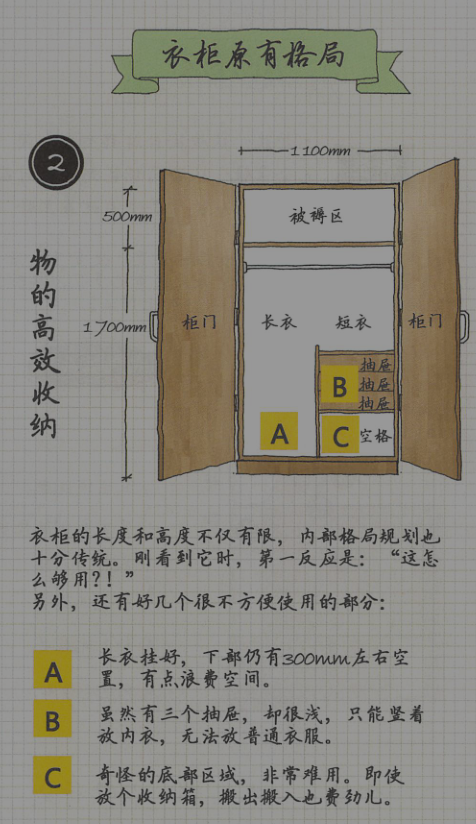 衣柜原有格局
2
1100mm
500mm
被褥区
物的高效收纳
1700mm
柜门
长衣
短衣
柜门
抽屉
B
抽屉
抽屉
A
C
空格
衣柜的长度和高度不仅有限，内部格局规划也
十分传统。刚看到它时，第一反应是：“这怎
么够用?！”
另外，还有好几个很不方便使用的部分：
A
长衣挂好，下部仍有300mm左右空
置，有点浪费空间。
B
虽然有三个抽屉，却很浅，只能竖着
放内衣，无法放普通衣服。
C
奇怪的底部区域，非常难用。即使
放个收纳箱，搬出搬入也费劲儿。